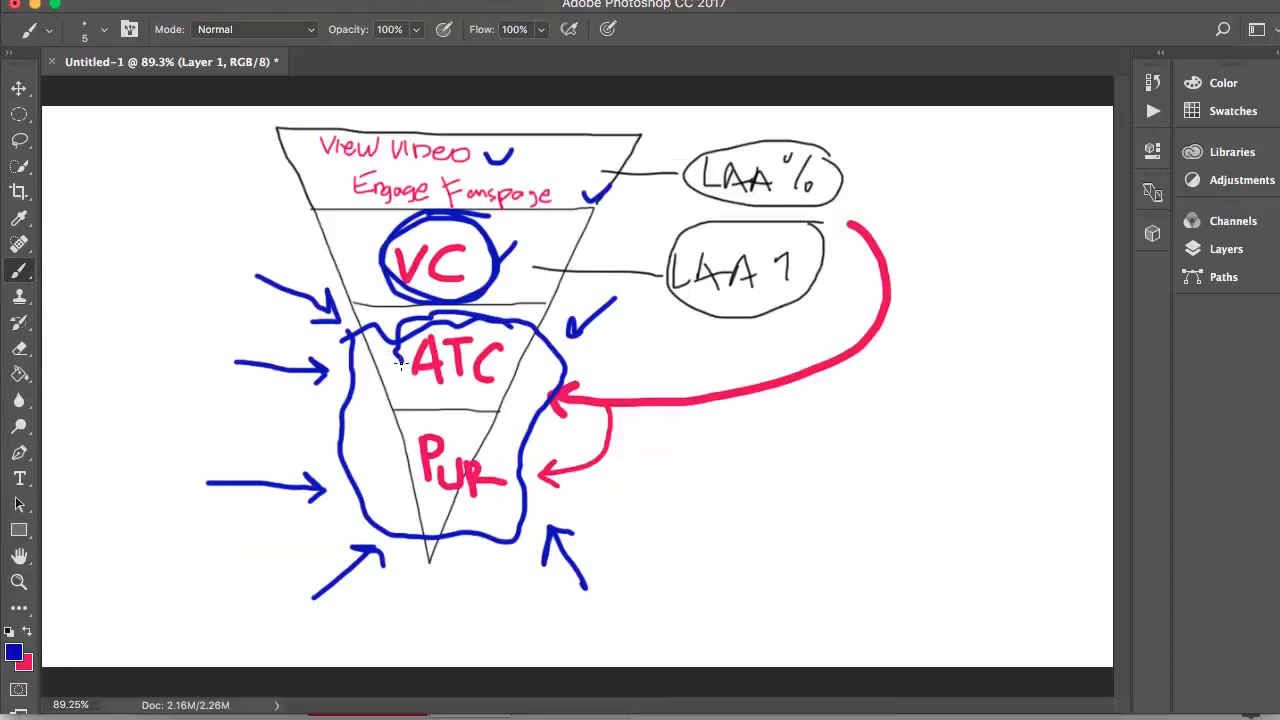 Adobe Photoshop CC 2017
5
Mode: Normal Opacity: 100% Flow: 100%
Untitled-1 @ 89.3% (Layer 1, RGB/8) *
View Video
Engage Fanspage
LAA %
VC
LAA 1
ATC
PUR
Color
Swatches
Libraries
Adjustments
Channels
Layers
Paths
89.25% Doc: 2.16M/2.26M